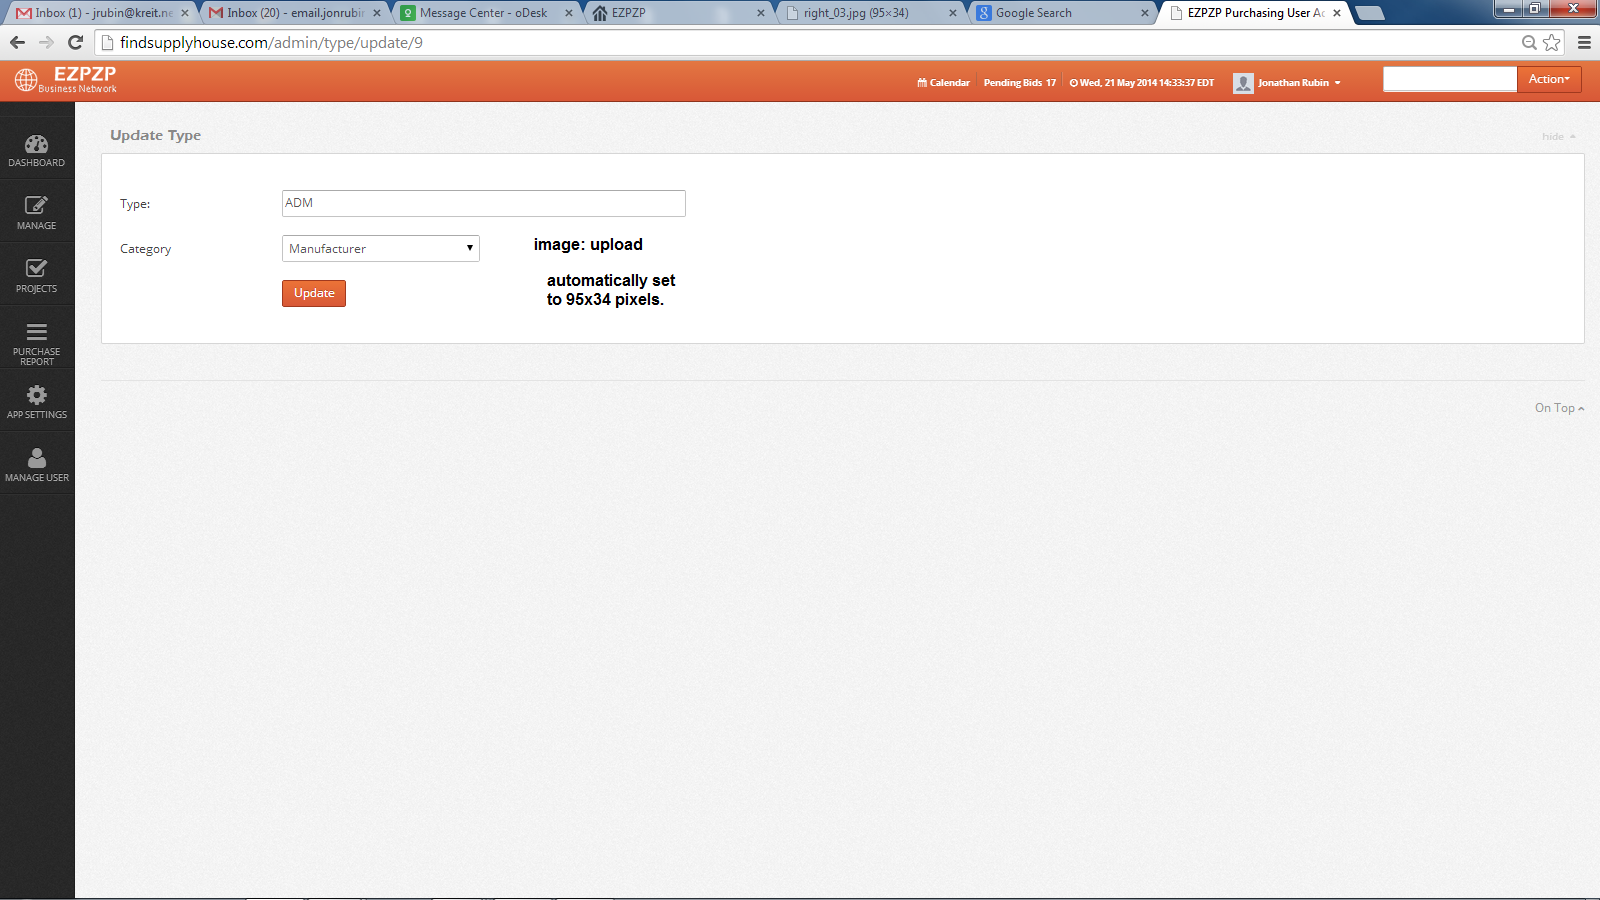 Inbox (1) - jrubin@kreit.ne
Inbox (20) - email.jonrubin
Message Center - oDesk
EZPZP
right_03.jpg (95×34)
Google Search
EZPZP Purchasing User Ac
findsupplyhouse.com/admin/type/update/9
EZPZP
Business Network
Calendar
Pending Bids 17
Wed, 21 May 2014 14:33:37 EDT
Jonathan Rubin
Action
DASHBOARD
MANAGE
PROJECTS
PURCHASE
REPORT
APP SETTINGS
MANAGE USER
Update Type
hide
Type:
ADM
Category
Manufacturer
image: upload
automatically set
to 95x34 pixels.
Update
On Top